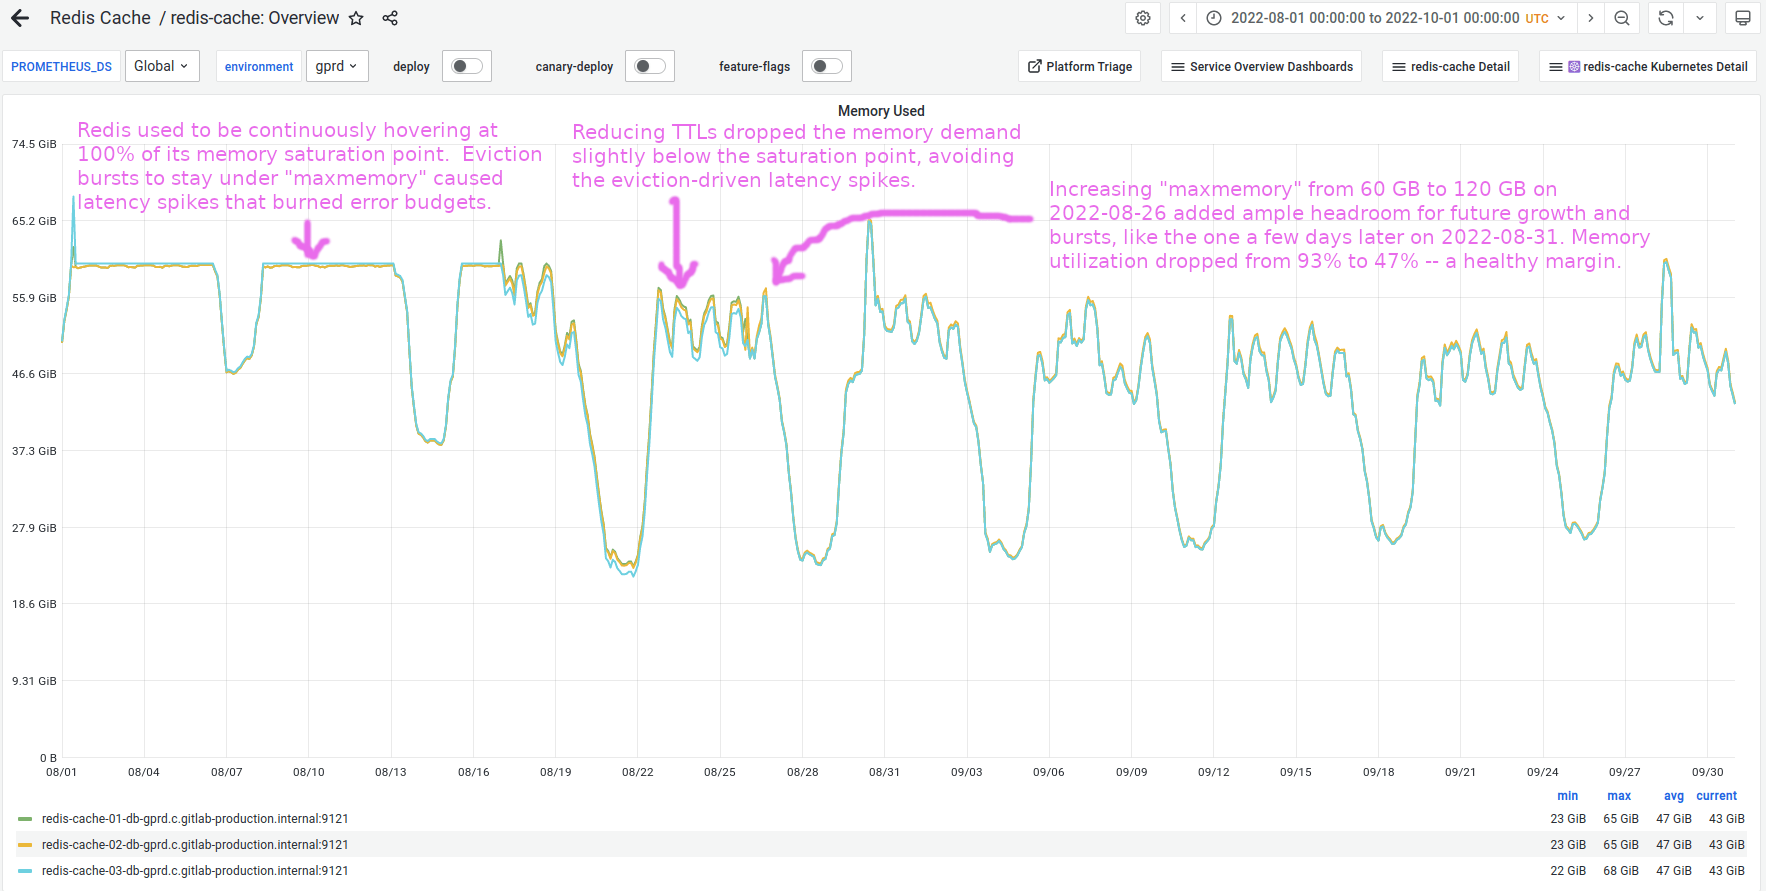 Redis Cache / redis-cache: Overview
2022-08-01 00:00:00 to 2022-10-01 00:00:00 UTC
PROMETHEUS_DS Global environment gprd deploy canary-deploy feature-flags Platform Triage Service Overview Dashboards redis-cache Detail redis-cache Kubernetes Detail
Memory Used
Redis used to be continuously hovering at
100% of its memory saturation point. Eviction
bursts to stay under "maxmemory" caused
latency spikes that burned error budgets.
Reducing TTLs dropped the memory demand
slightly below the saturation point, avoiding
the eviction-driven latency spikes.
Increasing "maxmemory" from 60 GB to 120 GB on
2022-08-26 added ample headroom for future growth and
bursts, like the one a few days later on 2022-08-31. Memory
utilization dropped from 93% to 47% -- a healthy margin.
74.5 GiB
65.2 GiB
55.9 GiB
46.6 GiB
37.3 GiB
27.9 GiB
18.6 GiB
9.31 GiB
0 B
08/01 08/04 08/07 08/10 08/13 08/16 08/19 08/22 08/25 08/28 08/31 09/03 09/06 09/09 09/12 09/15 09/18 09/21 09/24 09/27 09/30
min max avg current
redis-cache-01-db-gprd.c.gitlab-production.internal:9121 23 GiB 65 GiB 47 GiB 43 GiB
redis-cache-02-db-gprd.c.gitlab-production.internal:9121 23 GiB 65 GiB 47 GiB 43 GiB
redis-cache-03-db-gprd.c.gitlab-production.internal:9121 22 GiB 68 GiB 47 GiB 43 GiB